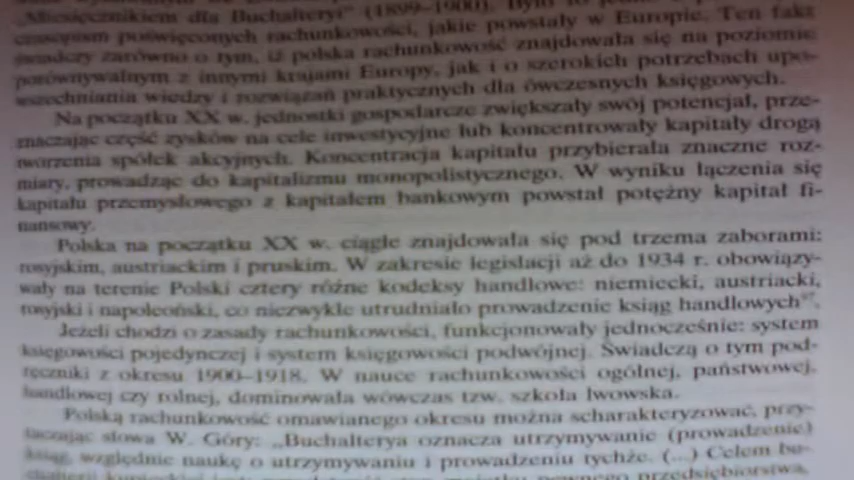 „Miesięcznikiem dla Buchalteryi" (1899–1900). Było to jedno z
czasopism poświęconych rachunkowości, jakie powstały w Europie. Ten fakt
świadczy zarówno o tym, iż polska rachunkowość znajdowała się na poziomie
porównywalnym z innymi krajami Europy, jak i o szerokich potrzebach upo-
wszechniania wiedzy i rozwiązań praktycznych dla ówczesnych księgowych.
Na początku XX w. jednostki gospodarcze zwiększały swój potencjał, prze-
znaczając część zysków na cele inwestycyjne lub koncentrowały kapitały drogą
tworzenia spółek akcyjnych. Koncentracja kapitału przybierała znaczne roz-
miary, prowadząc do kapitalizmu monopolistycznego. W wyniku łączenia się
kapitału przemysłowego z kapitałem bankowym powstał potężny kapitał fi-
nansowy.
Polska na początku XX w. ciągle znajdowała się pod trzema zaborami:
rosyjskim, austriackim i pruskim. W zakresie legislacji aż do 1934 r. obowiązy-
wały na terenie Polski cztery różne kodeksy handlowe: niemiecki, austriacki,
rosyjski i napoleoński, co niezwykle utrudniało prowadzenie ksiąg handlowych
Jeżeli chodzi o zasady rachunkowości, funkcjonowały jednocześnie: system
księgowości pojedynczej i system księgowości podwójnej. Świadczą o tym pod-
ręczniki z okresu 1900–1918. W nauce rachunkowości ogólnej, państwowej,
handlowej czy rolnej, dominowała wówczas tzw. szkoła lwowska.
Polską rachunkowość omawianego okresu można scharakteryzować, przy-
taczając słowa W. Góry: „Buchalterya oznacza utrzymywanie (prowadzenie)
ksiąg, względnie naukę o utrzymywaniu i prowadzeniu tychże. (...) Celem bu-
chalterii kupieckiej jest stan majątku pewnego przedsiębiorstwa,